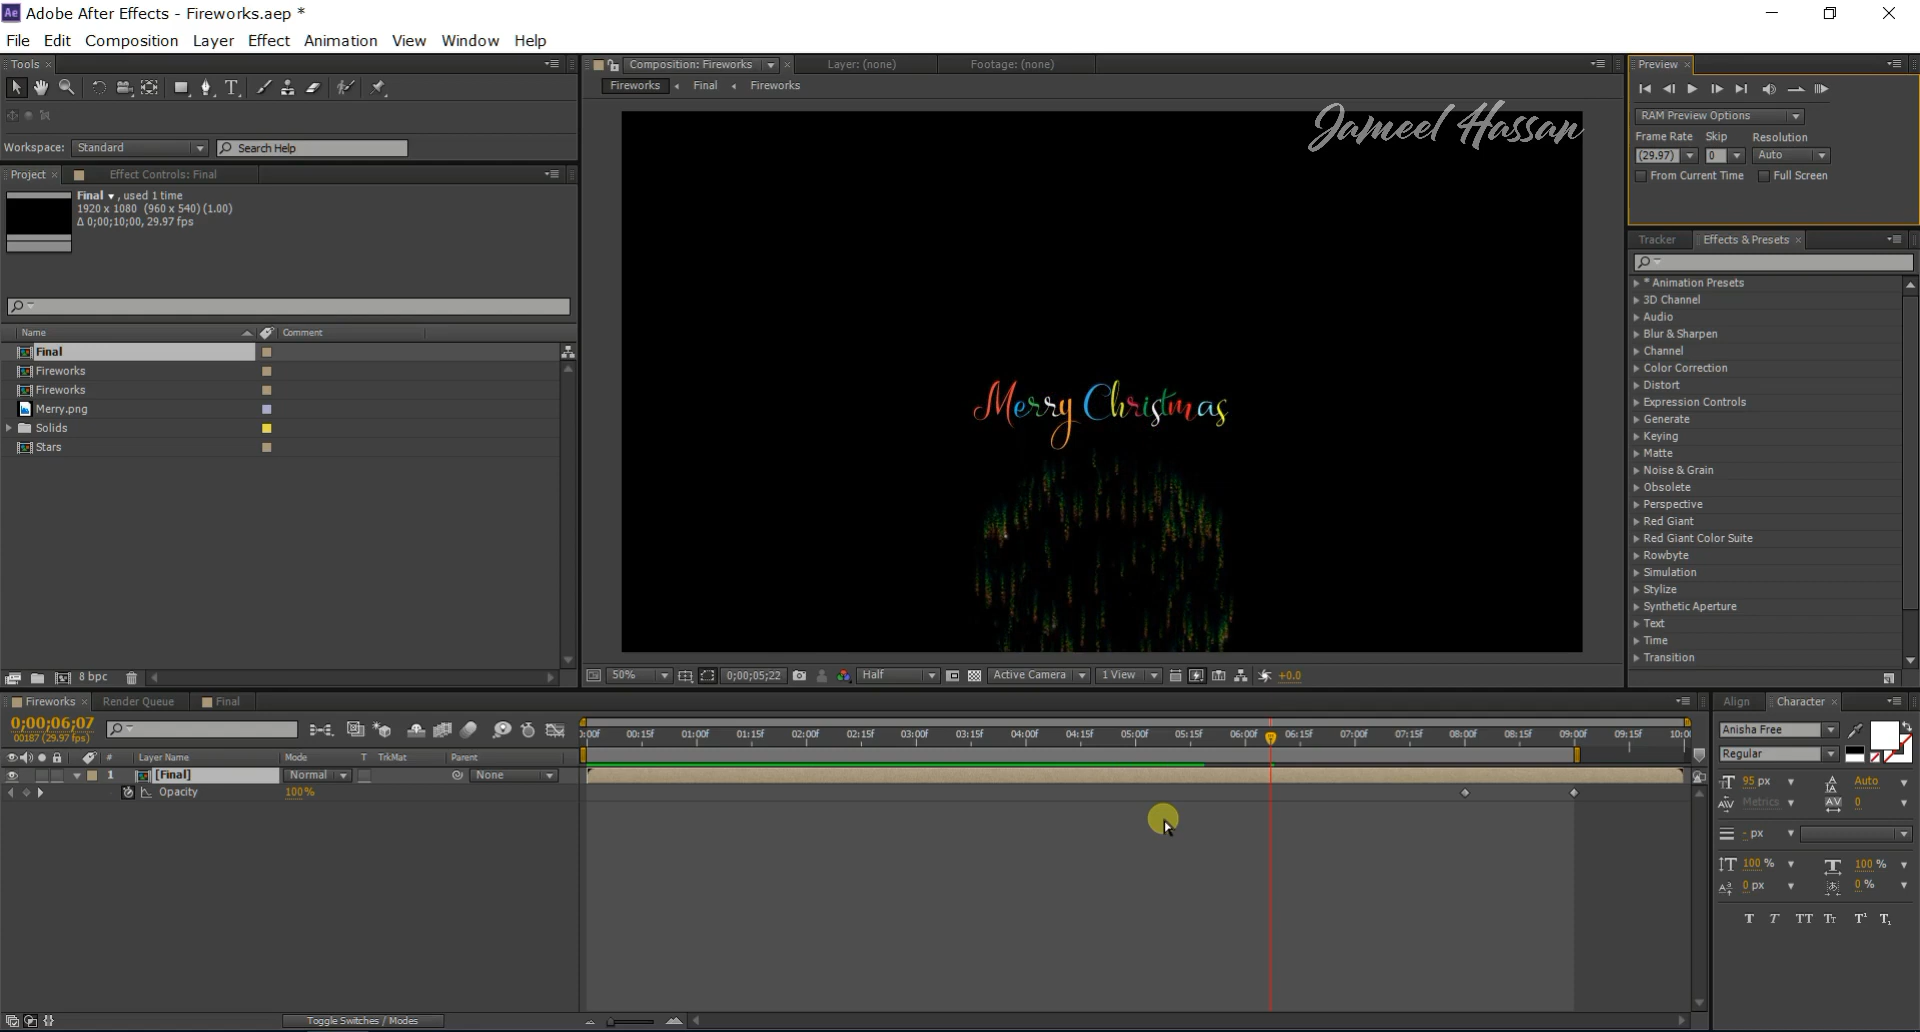 Adobe After Effects - Fireworks.aep *
File Edit Composition Layer Effect Animation View Window Help
Tools
Workspace: Standard Search Help
Project Effect Controls: Final
Final , used 1 time
1920 x 1080 (960 x 540) (1.00)
Δ 0;00;10;00, 29.97 fps
Name Comment
Final
Fireworks
Fireworks
Merry.png
Solids
Stars
8 bpc
Composition: Fireworks Layer: (none) Footage: (none)
Fireworks Final Fireworks
Jameel Hassan
Merry Christmas
50% 0;00;05;22 Half Active Camera 1 View +0.0
Preview
RAM Preview Options
Frame Rate Skip Resolution
(29.97) 0 Auto
From Current Time Full Screen
Tracker Effects & Presets
* Animation Presets
3D Channel
Audio
Blur & Sharpen
Channel
Color Correction
Distort
Expression Controls
Generate
Keying
Matte
Noise & Grain
Obsolete
Perspective
Red Giant
Red Giant Color Suite
Rowbyte
Simulation
Stylize
Synthetic Aperture
Text
Time
Transition
Fireworks Render Queue Final
0;00;06;07
00187 (29.97 fps)
# Layer Name Mode T TrkMat Parent
1 [Final] Normal None
Opacity 100%
):00f 00:15f 01:00f 01:15f 02:00f 02:15f 03:00f 03:15f 04:00f 04:15f 05:00f 05:15f 06:00f 06:15f 07:00f 07:15f 08:00f 08:15f 09:00f 09:15f 10:0(
Toggle Switches / Modes
Align Character
Anisha Free
Regular
95 px Auto
Metrics 0
- px
100 % 100 %
0 px 0 %
T T TT Tt T¹ T₁